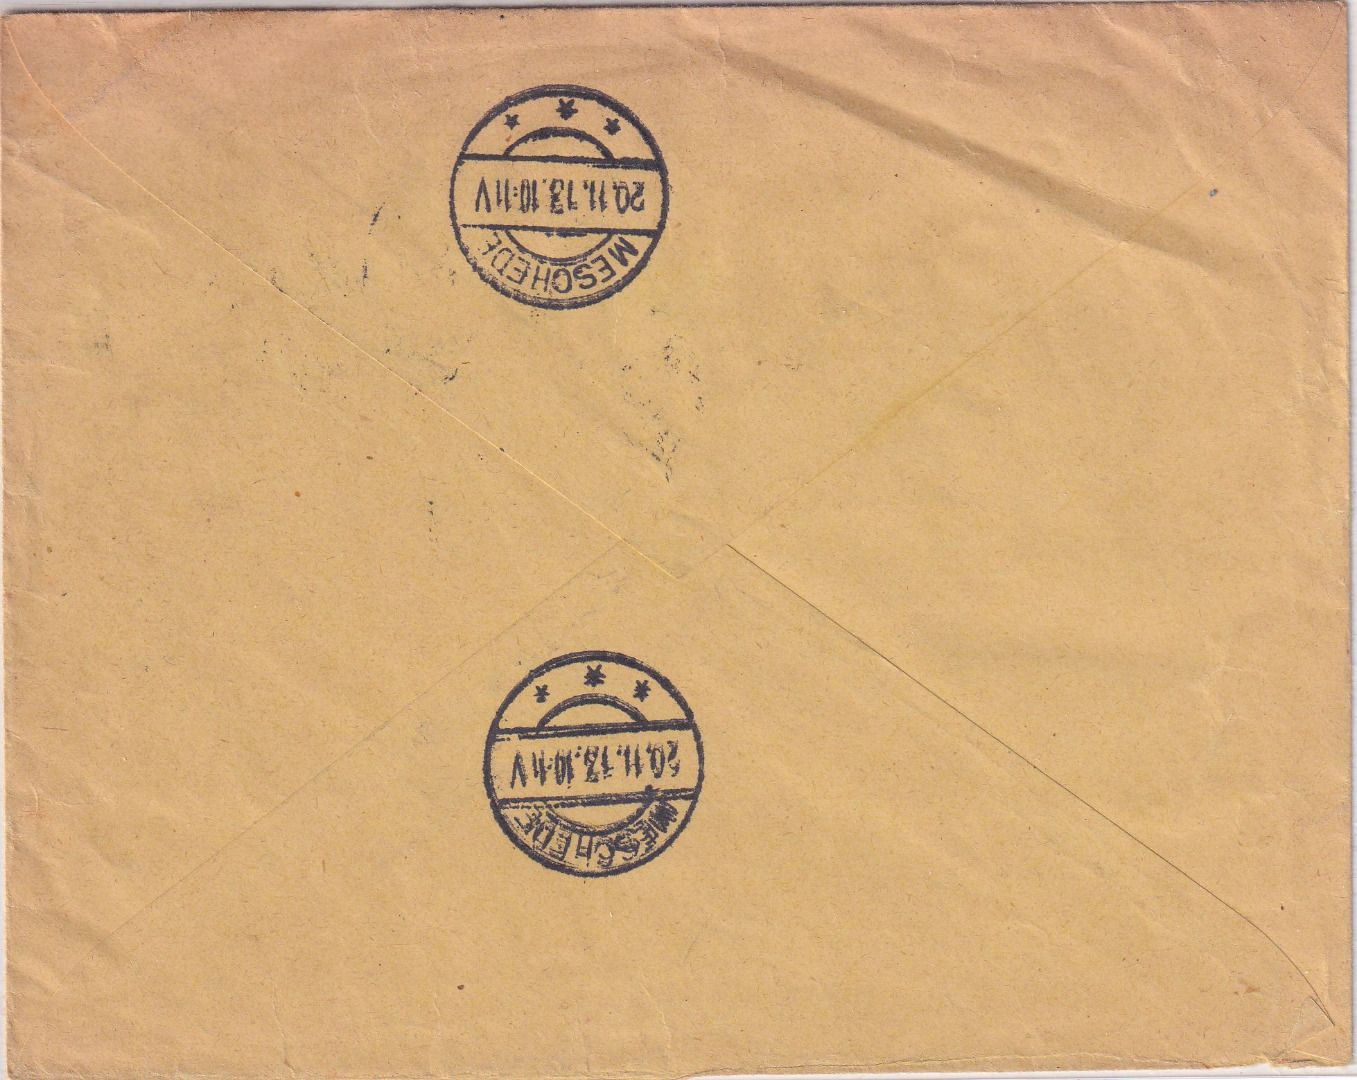 MESCHEDE
20.11.13.10-11V
* * *
MESCHEDE
20.11.13.10-11V
* * *